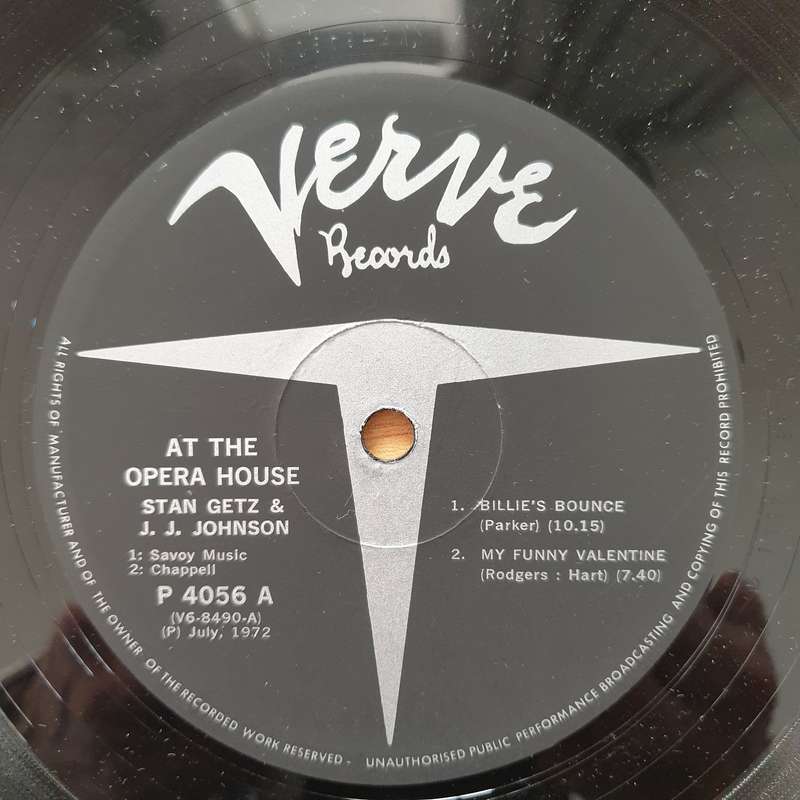 Verve
Records
AT THE
OPERA HOUSE
STAN GETZ &
J. J. JOHNSON
1: Savoy Music
2: Chappell
P 4056 A
(V6-8490-A)
(P) July, 1972
1. BILLIE'S BOUNCE
(Parker) (10.15)
2. MY FUNNY VALENTINE
(Rodgers : Hart) (7.40)
ALL RIGHTS OF MANUFACTURER AND OF THE OWNER OF THE RECORDED WORK RESERVED - UNAUTHORISED PUBLIC PERFORMANCE BROADCASTING AND COPYING OF THIS RECORD PROHIBITED